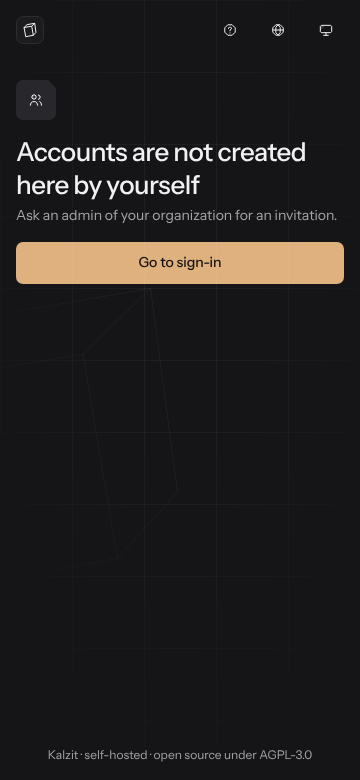 Accounts are not created
here by yourself
Ask an admin of your organization for an invitation.
Go to sign-in
Kalzit · self-hosted · open source under AGPL-3.0